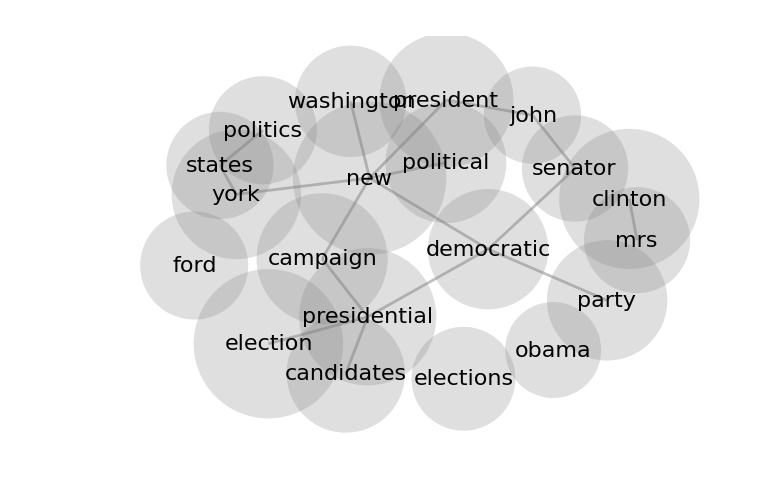 washington
president
john
politics
political
states
senator
new
york
clinton
mrs
democratic
campaign
ford
party
presidential
election
obama
candidates
elections